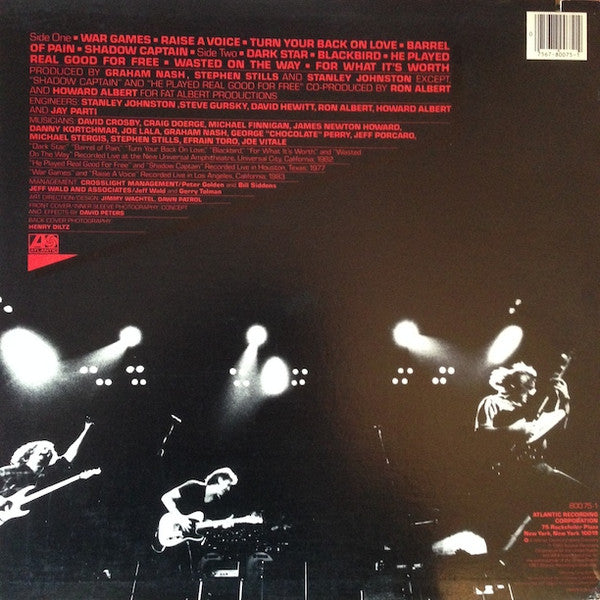 Side One ▪ WAR GAMES ▪ RAISE A VOICE ▪ TURN YOUR BACK ON LOVE ▪ BARREL
OF PAIN ▪ SHADOW CAPTAIN ▪ Side Two ▪ DARK STAR ▪ BLACKBIRD ▪ HE PLAYED
REAL GOOD FOR FREE ▪ WASTED ON THE WAY ▪ FOR WHAT IT'S WORTH
PRODUCED BY GRAHAM NASH, STEPHEN STILLS AND STANLEY JOHNSTON EXCEPT,
"SHADOW CAPTAIN" AND "HE PLAYED REAL GOOD FOR FREE" CO-PRODUCED BY RON ALBERT
AND HOWARD ALBERT FOR FAT ALBERT PRODUCTIONS
ENGINEERS: STANLEY JOHNSTON, STEVE GURSKY, DAVID HEWITT, RON ALBERT, HOWARD ALBERT
AND JAY PARTI
MUSICIANS: DAVID CROSBY, CRAIG DOERGE, MICHAEL FINNIGAN, JAMES NEWTON HOWARD,
DANNY KORTCHMAR, JOE LALA, GRAHAM NASH, GEORGE "CHOCOLATE" PERRY, JEFF PORCARO,
MICHAEL STERGIS, STEPHEN STILLS, EFRAIN TORO, JOE VITALE
"Dark Star," "Barrel of Pain", "Turn Your Back On Love", "Blackbird", "For What It's Worth" and "Wasted
On The Way" Recorded Live at the New Universal Amphitheatre, Universal City, California, 1982
"He Played Real Good For Free" and "Shadow Captain" Recorded Live in Houston, Texas, 1977
"War Games" and "Raise A Voice" Recorded Live in Los Angeles, California, 1983
MANAGEMENT: CROSSLIGHT MANAGEMENT/Peter Golden and Bill Siddons
JEFF WALD AND ASSOCIATES/Jeff Wald and Gerry Tolman
ART DIRECTION/DESIGN: JIMMY WACHTEL, DAWN PATROL
FRONT COVER/INNER SLEEVE PHOTOGRAPHY, CONCEPT
AND EFFECTS BY DAVID PETERS
BACK COVER PHOTOGRAPHY:
HENRY DILTZ
ATLANTIC
0 7567-80075-1
80075-1
ATLANTIC RECORDING
CORPORATION
75 Rockefeller Plaza
New York, New York 10019